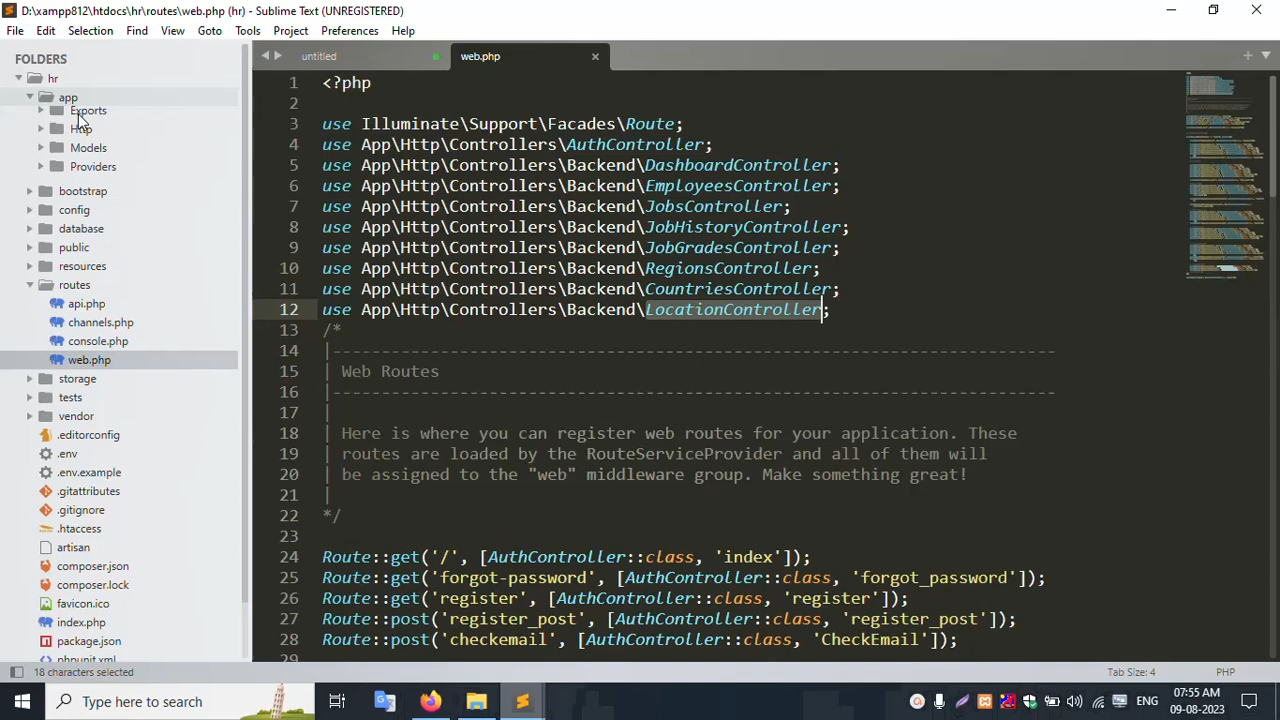 D:\xampp812\htdocs\hr\routes\web.php (hr) - Sublime Text (UNREGISTERED)
File Edit Selection Find View Goto Tools Project Preferences Help
FOLDERS
hr
app
Exports
Http
Models
Providers
bootstrap
config
database
public
resources
routes
api.php
channels.php
console.php
web.php
storage
tests
vendor
.editorconfig
.env
.env.example
.gitattributes
.gitignore
.htaccess
artisan
composer.json
composer.lock
favicon.ico
index.php
package.json
phpunit.xml
untitled web.php
1 <?php
2
3 use Illuminate\Support\Facades\Route;
4 use App\Http\Controllers\AuthController;
5 use App\Http\Controllers\Backend\DashboardController;
6 use App\Http\Controllers\Backend\EmployeesController;
7 use App\Http\Controllers\Backend\JobsController;
8 use App\Http\Controllers\Backend\JobHistoryController;
9 use App\Http\Controllers\Backend\JobGradesController;
10 use App\Http\Controllers\Backend\RegionsController;
11 use App\Http\Controllers\Backend\CountriesController;
12 use App\Http\Controllers\Backend\LocationController;
13 /*
14 |--------------------------------------------------------------------------
15 | Web Routes
16 |--------------------------------------------------------------------------
17 |
18 | Here is where you can register web routes for your application. These
19 | routes are loaded by the RouteServiceProvider and all of them will
20 | be assigned to the "web" middleware group. Make something great!
21 |
22 */
23
24 Route::get('/', [AuthController::class, 'index']);
25 Route::get('forgot-password', [AuthController::class, 'forgot_password']);
26 Route::get('register', [AuthController::class, 'register']);
27 Route::post('register_post', [AuthController::class, 'register_post']);
28 Route::post('checkemail', [AuthController::class, 'CheckEmail']);
29
18 characters selected
Tab Size: 4 PHP
Type here to search
ENG
07:55 AM
09-08-2023